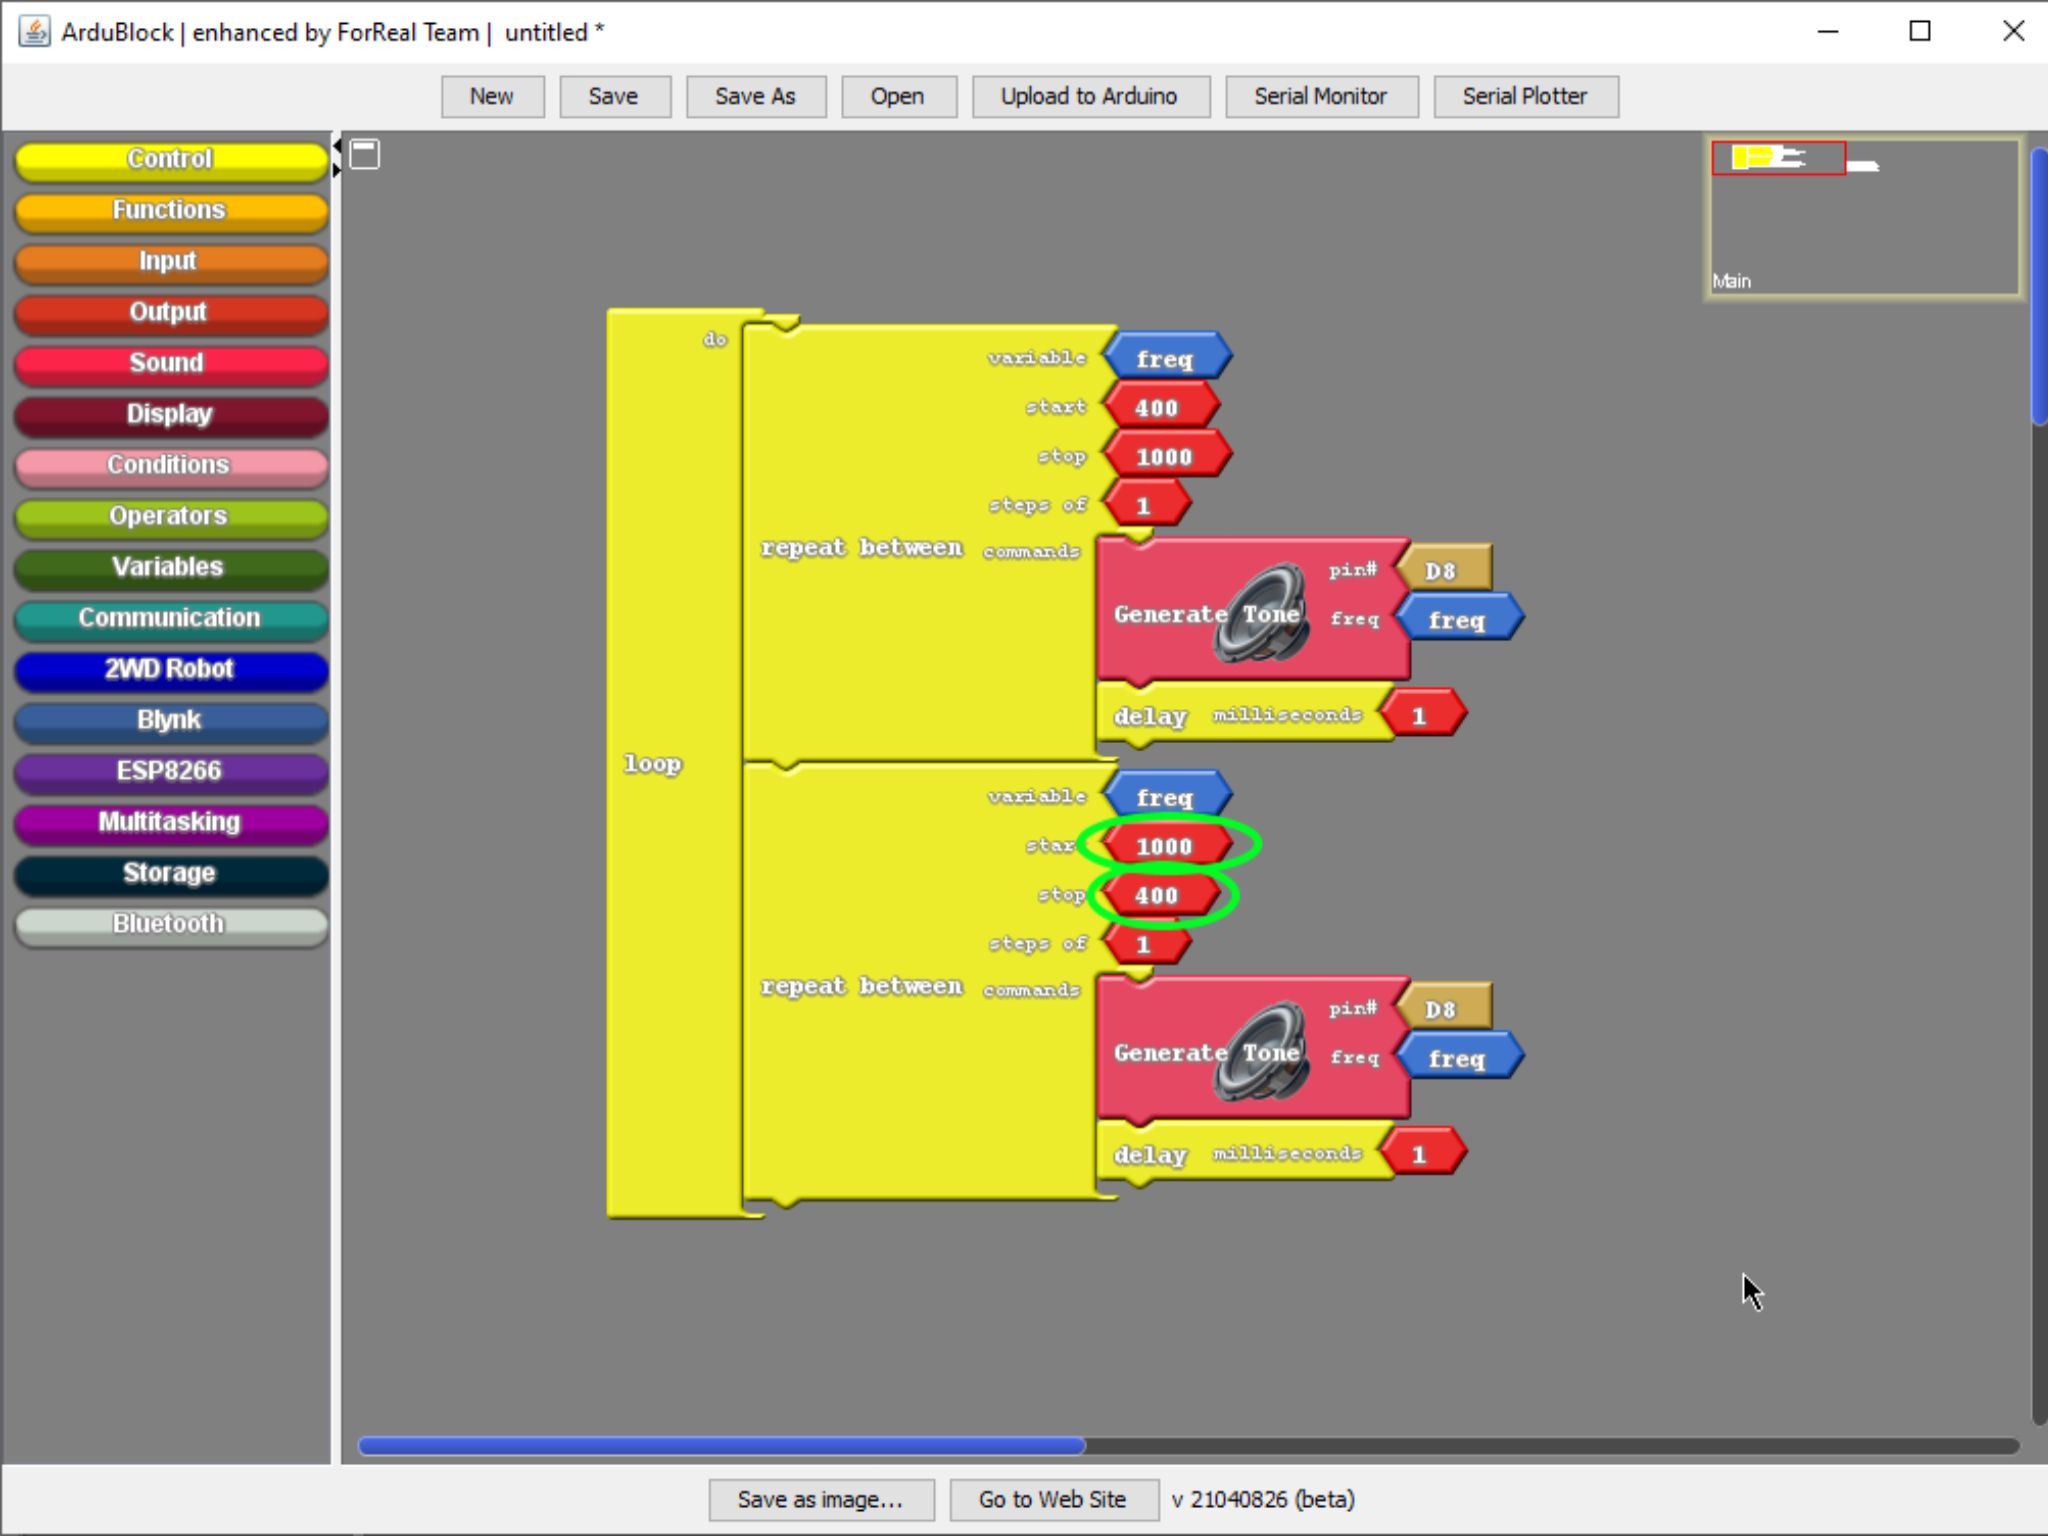 ArduBlock | enhanced by ForReal Team | untitled *
New Save Save As Open Upload to Arduino Serial Monitor Serial Plotter
Control
Functions
Input
Output
Sound
Display
Conditions
Operators
Variables
Communication
2WD Robot
Blynk
ESP8266
Multitasking
Storage
Bluetooth
Main
loop
do
repeat between
variable freq
start 400
stop 1000
steps of 1
commands
Generate Tone
pin# D8
freq freq
delay milliseconds 1
repeat between
variable freq
star 1000
stop 400
steps of 1
commands
Generate Tone
pin# D8
freq freq
delay milliseconds 1
Save as image... Go to Web Site v 21040826 (beta)